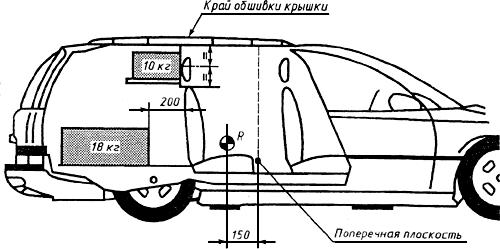 Край обшивки крышки
10 кг
=
=
200
18 кг
R
150
Поперечная плоскость